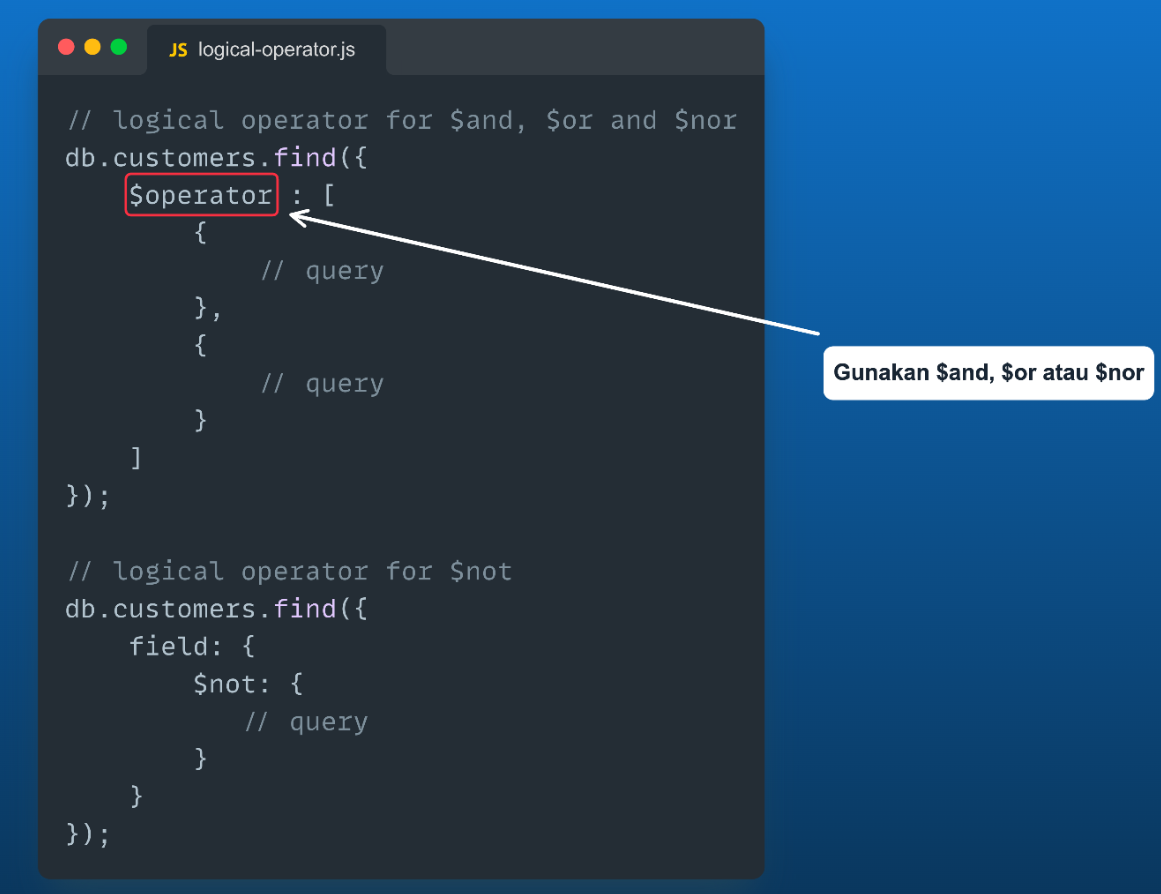 JS logical-operator.js
// logical operator for $and, $or and $nor
db.customers.find({
    $operator : [
        {
            // query
        },
        {
            // query
        }
    ]
});
Gunakan $and, $or atau $nor
// logical operator for $not
db.customers.find({
    field: {
        $not: {
           // query
        }
    }
});